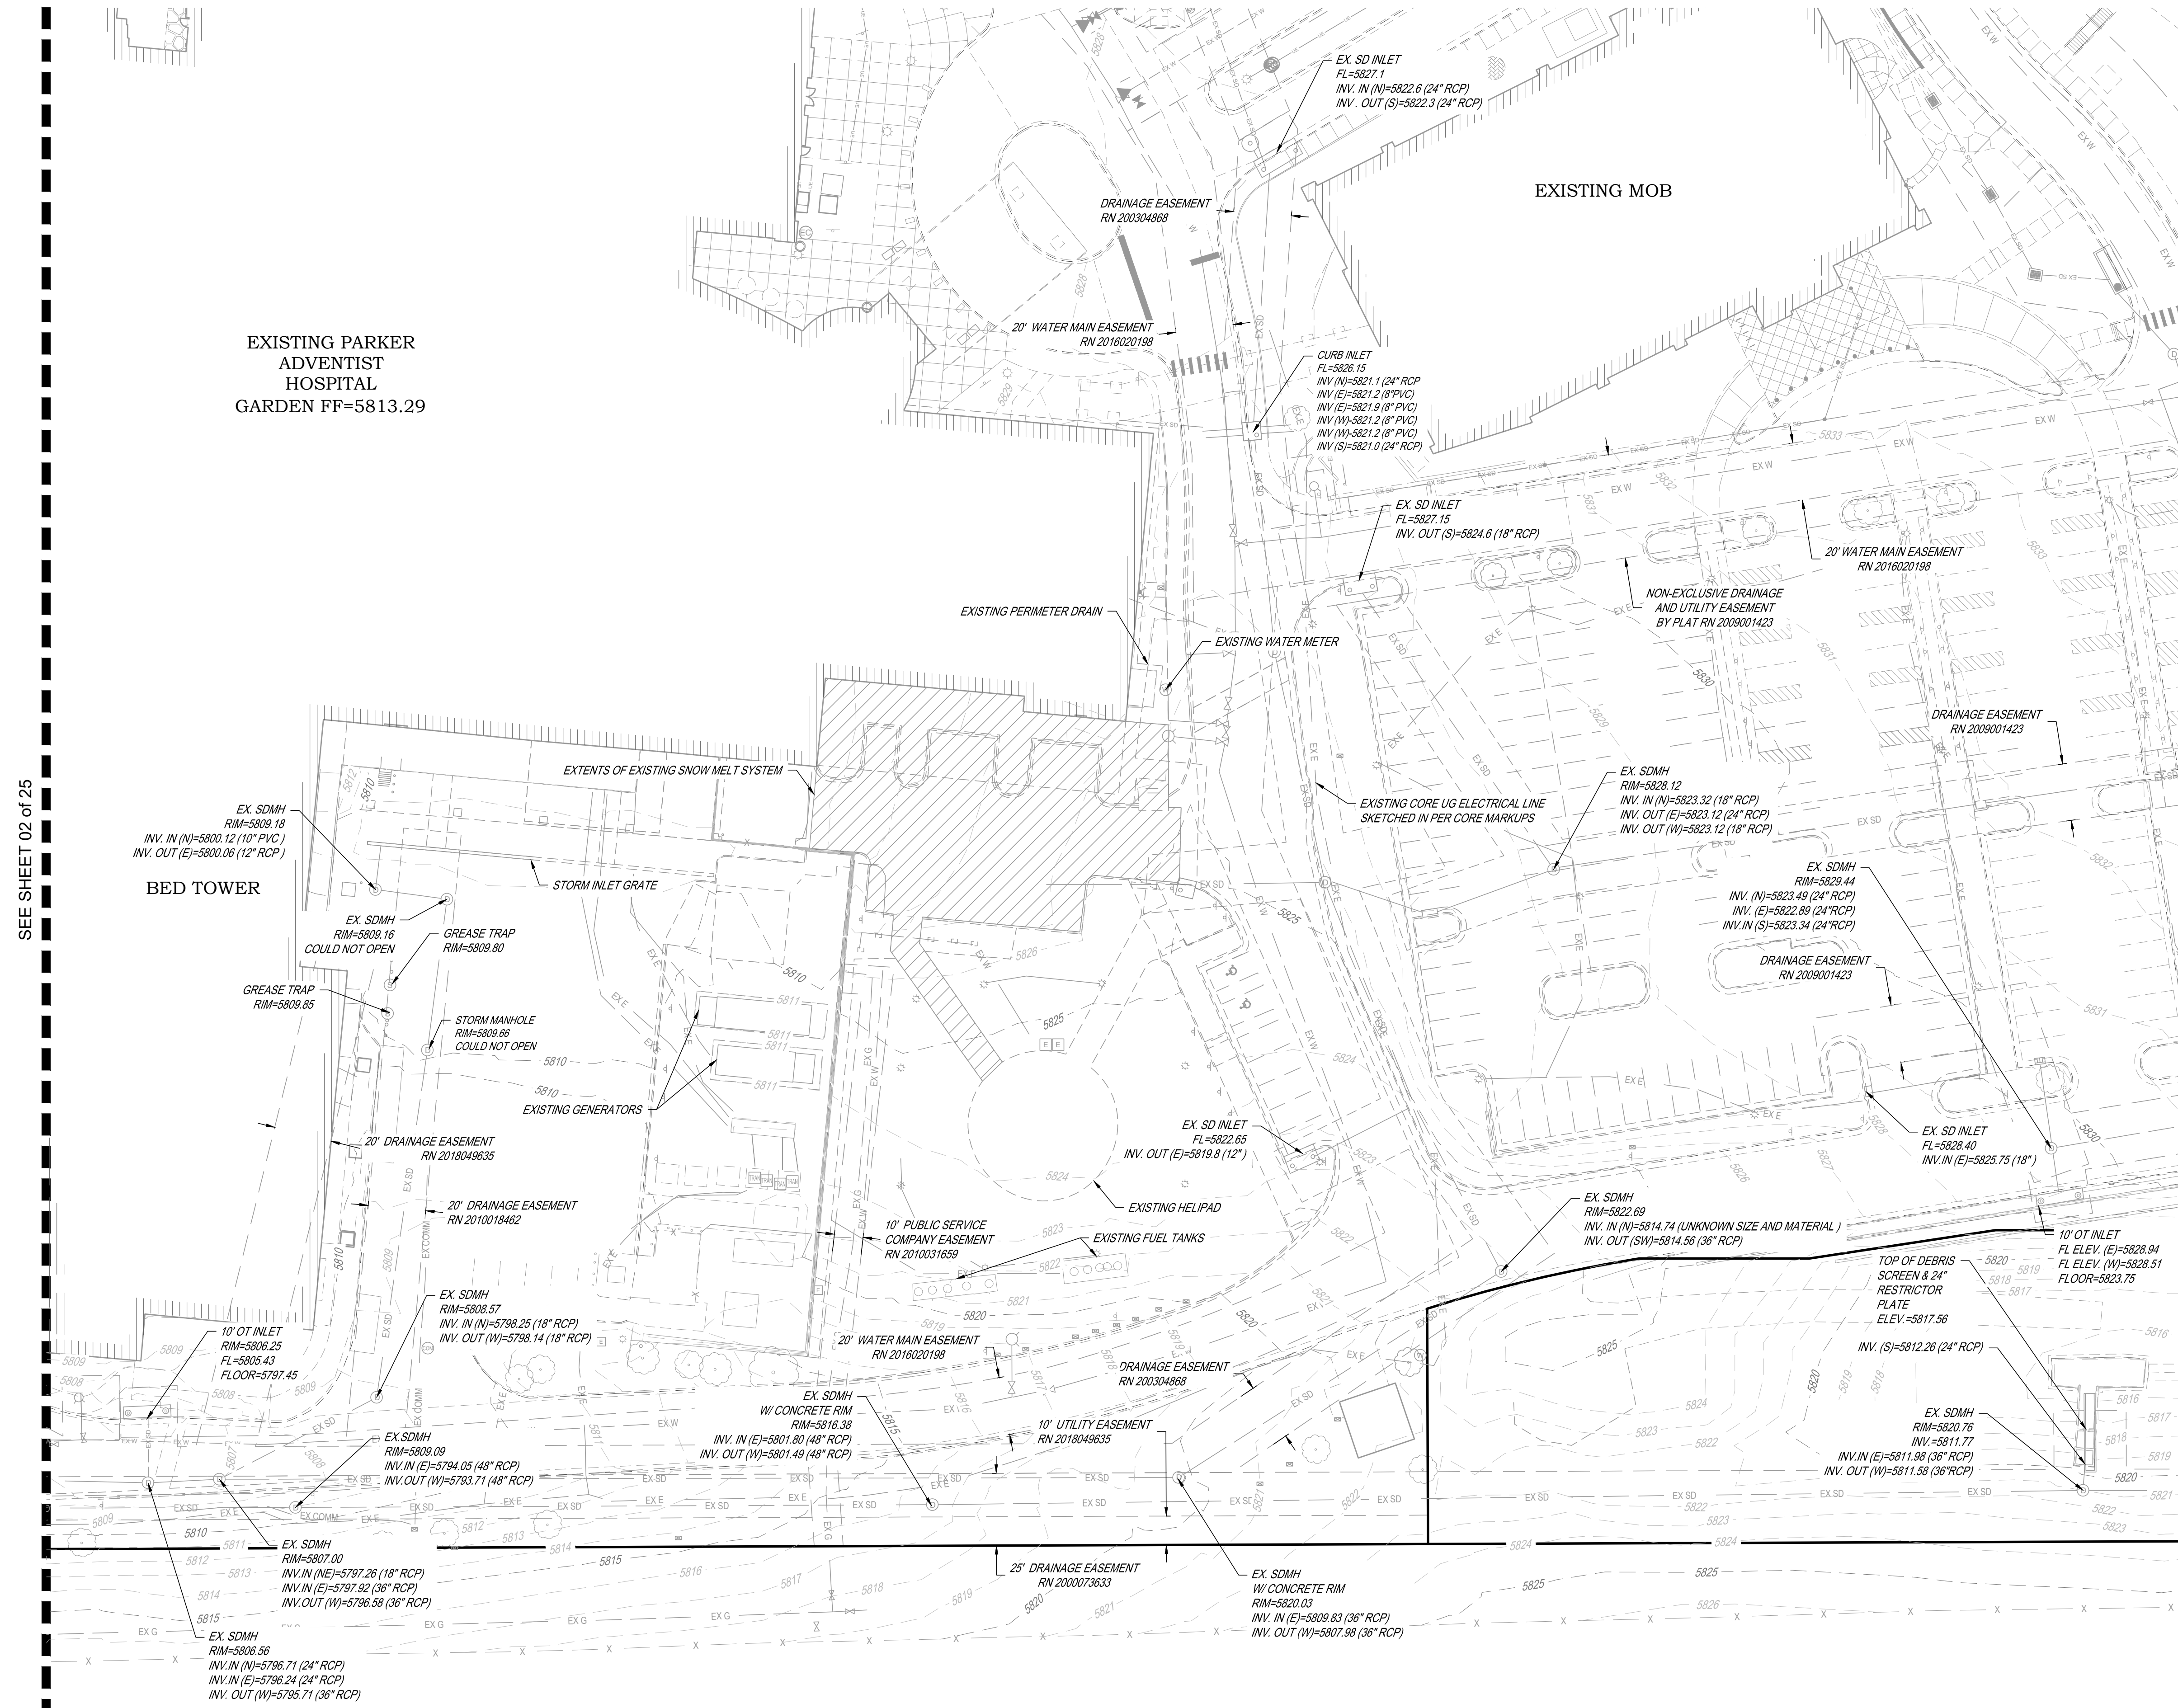 SEE SHEET 02 of 25
EX. SD INLET
FL=5827.1
INV. IN (N)=5822.6 (24" RCP)
INV . OUT (S)=5822.3 (24" RCP)
EXISTING MOB
DRAINAGE EASEMENT
RN 200304868
20' WATER MAIN EASEMENT
RN 2016020198
EXISTING PARKER
ADVENTIST
HOSPITAL
GARDEN FF=5813.29
CURB INLET
FL=5826.15
INV (N)=5821.1 (24" RCP
INV (E)=5821.2 (8"PVC)
INV (E)=5821.9 (8" PVC)
INV (W)-5821.2 (8" PVC)
INV (W)-5821.2 (8" PVC)
INV (S)=5821.0 (24" RCP)
EX. SD INLET
FL=5827.15
INV. OUT (S)=5824.6 (18" RCP)
20' WATER MAIN EASEMENT
RN 2016020198
NON-EXCLUSIVE DRAINAGE
AND UTILITY EASEMENT
BY PLAT RN 2009001423
EXISTING PERIMETER DRAIN
EXISTING WATER METER
DRAINAGE EASEMENT
RN 2009001423
EXTENTS OF EXISTING SNOW MELT SYSTEM
EXISTING CORE UG ELECTRICAL LINE
SKETCHED IN PER CORE MARKUPS
EX. SDMH
RIM=5828.12
INV. IN (N)=5823.32 (18" RCP)
INV. OUT (E)=5823.12 (24" RCP)
INV. OUT (W)=5823.12 (18" RCP)
EX. SDMH
RIM=5809.18
INV. IN (N)=5800.12 (10" PVC )
INV. OUT (E)=5800.06 (12" RCP )
BED TOWER
STORM INLET GRATE
EX. SDMH
RIM=5829.44
INV. (N)=5823.49 (24" RCP)
INV. (E)=5822.89 (24"RCP)
INV.IN (S)=5823.34 (24"RCP)
EX. SDMH
RIM=5809.16
COULD NOT OPEN
GREASE TRAP
RIM=5809.80
DRAINAGE EASEMENT
RN 2009001423
GREASE TRAP
RIM=5809.85
STORM MANHOLE
RIM=5809.66
COULD NOT OPEN
EXISTING GENERATORS
20' DRAINAGE EASEMENT
RN 2018049635
EX. SD INLET
FL=5822.65
INV. OUT (E)=5819.8 (12" )
EX. SD INLET
FL=5828.40
INV.IN (E)=5825.75 (18" )
20' DRAINAGE EASEMENT
RN 2010018462
EXISTING HELIPAD
10' PUBLIC SERVICE
COMPANY EASEMENT
RN 2010031659
EXISTING FUEL TANKS
EX. SDMH
RIM=5822.69
INV. IN (N)=5814.74 (UNKNOWN SIZE AND MATERIAL )
INV. OUT (SW)=5814.56 (36" RCP)
10' OT INLET
FL ELEV. (E)=5828.94
FL ELEV. (W)=5828.51
FLOOR=5823.75
TOP OF DEBRIS
SCREEN & 24"
RESTRICTOR
PLATE
ELEV.=5817.56
INV. (S)=5812.26 (24" RCP)
EX. SDMH
RIM=5808.57
INV. IN (N)=5798.25 (18" RCP)
INV. OUT (W)=5798.14 (18" RCP)
10' OT INLET
RIM=5806.25
FL=5805.43
FLOOR=5797.45
20' WATER MAIN EASEMENT
RN 2016020198
DRAINAGE EASEMENT
RN 200304868
EX. SDMH
W/ CONCRETE RIM
RIM=5816.38
INV. IN (E)=5801.80 (48" RCP)
INV. OUT (W)=5801.49 (48" RCP)
10' UTILITY EASEMENT
RN 2018049635
EX. SDMH
RIM=5820.76
INV.=5811.77
INV.IN (E)=5811.98 (36" RCP)
INV. OUT (W)=5811.58 (36"RCP)
EX.SDMH
RIM=5809.09
INV.IN (E)=5794.05 (48" RCP)
INV.OUT (W)=5793.71 (48" RCP)
EX. SDMH
RIM=5807.00
INV.IN (NE)=5797.26 (18" RCP)
INV.IN (E)=5797.92 (36" RCP)
INV.OUT (W)=5796.58 (36" RCP)
25' DRAINAGE EASEMENT
RN 2000073633
EX. SDMH
W/ CONCRETE RIM
RIM=5820.03
INV. IN (E)=5809.83 (36" RCP)
INV. OUT (W)=5807.98 (36" RCP)
EX. SDMH
RIM=5806.56
INV.IN (N)=5796.71 (24" RCP)
INV.IN (E)=5796.24 (24" RCP)
INV. OUT (W)=5795.71 (36" RCP)